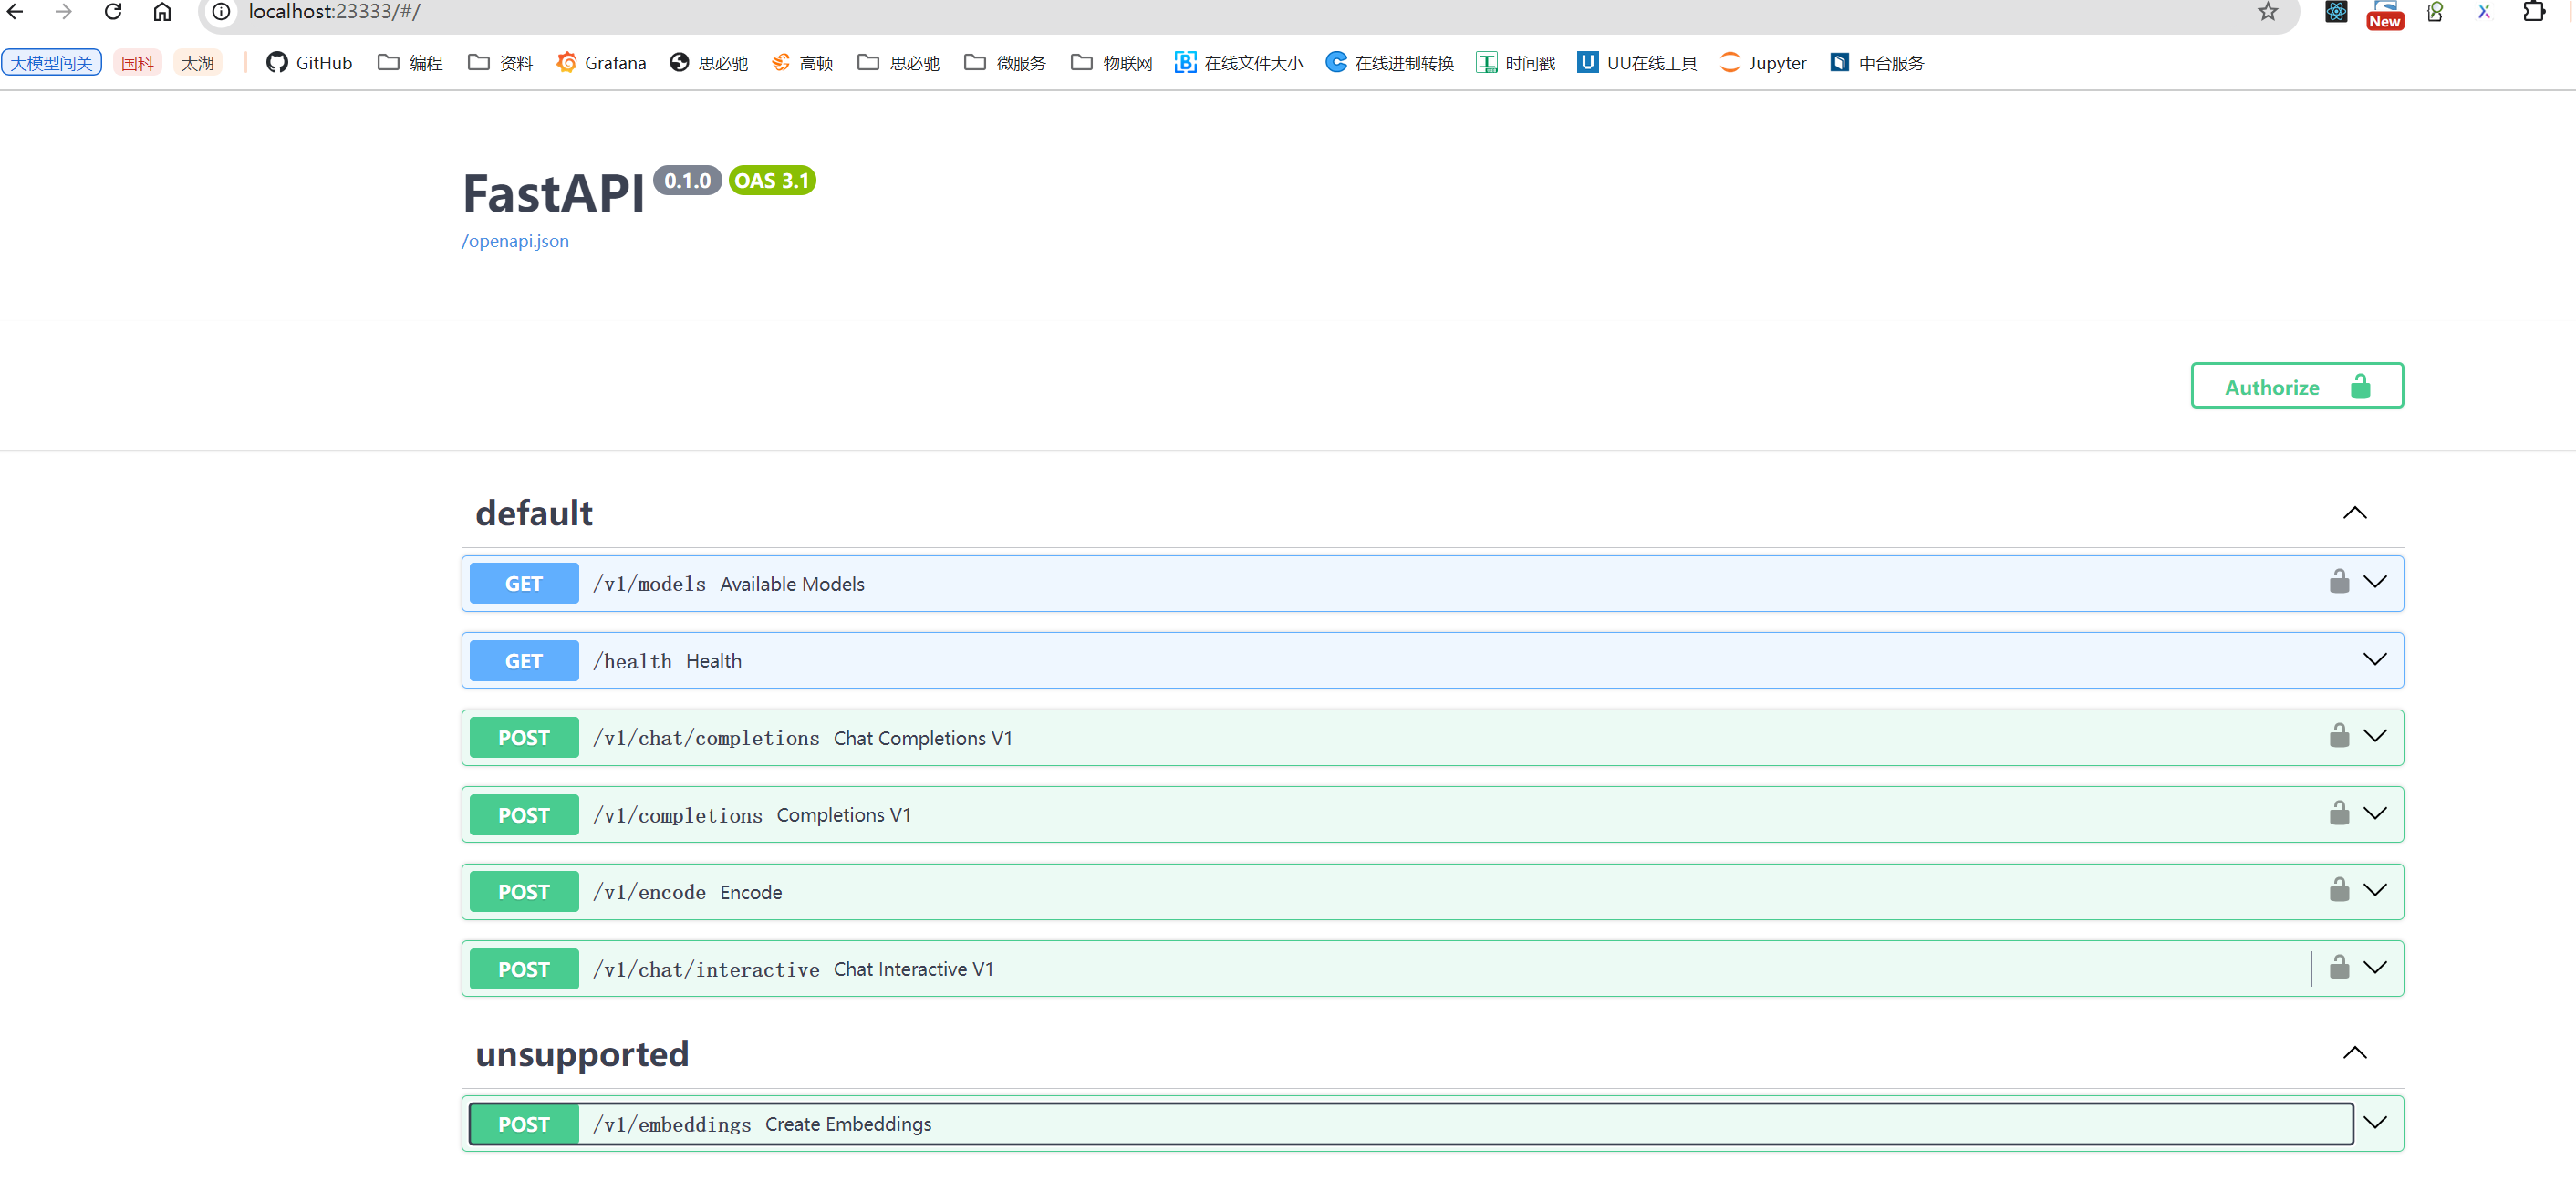 localhost:23333/#/
New
大模型闯关 国科 太湖 GitHub 编程 资料 Grafana 思必驰 高顿 思必驰 微服务 物联网 在线文件大小 在线进制转换 时间戳 UU在线工具 Jupyter 中台服务
FastAPI 0.1.0 OAS 3.1
/openapi.json
Authorize
default
GET /v1/models Available Models
GET /health Health
POST /v1/chat/completions Chat Completions V1
POST /v1/completions Completions V1
POST /v1/encode Encode
POST /v1/chat/interactive Chat Interactive V1
unsupported
POST /v1/embeddings Create Embeddings